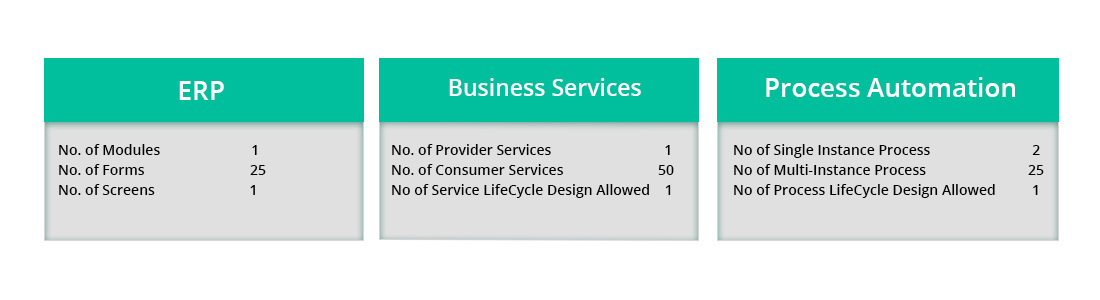 ERP
No. of Modules 1
No. of Forms 25
No. of Screens 1
Business Services
No. of Provider Services 1
No. of Consumer Services 50
No of Service LifeCycle Design Allowed 1
Process Automation
No of Single Instance Process 2
No of Multi-Instance Process 25
No of Process LifeCycle Design Allowed 1